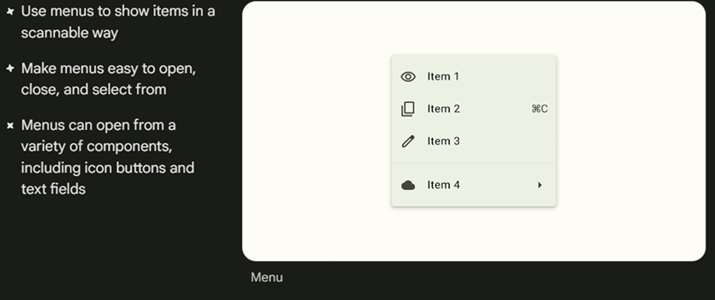 Use menus to show items in a
scannable way
Make menus easy to open,
close, and select from
Menus can open from a
variety of components,
including icon buttons and
text fields
Item 1
Item 2 ⌘C
Item 3
Item 4
Menu